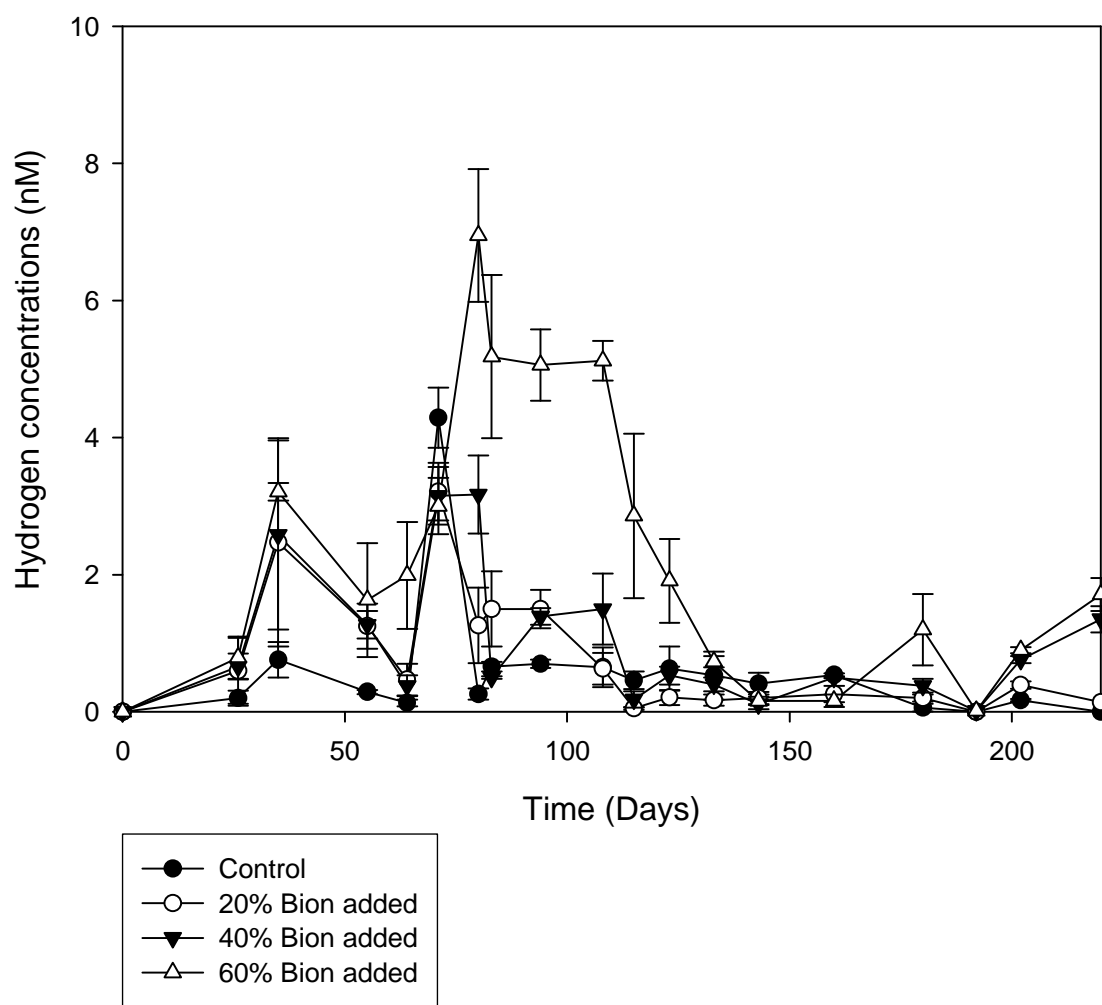 10
8
6
4
2
0
Hydrogen concentrations (nM)
0 50 100 150 200
Time (Days)
Control
20% Bion added
40% Bion added
60% Bion added